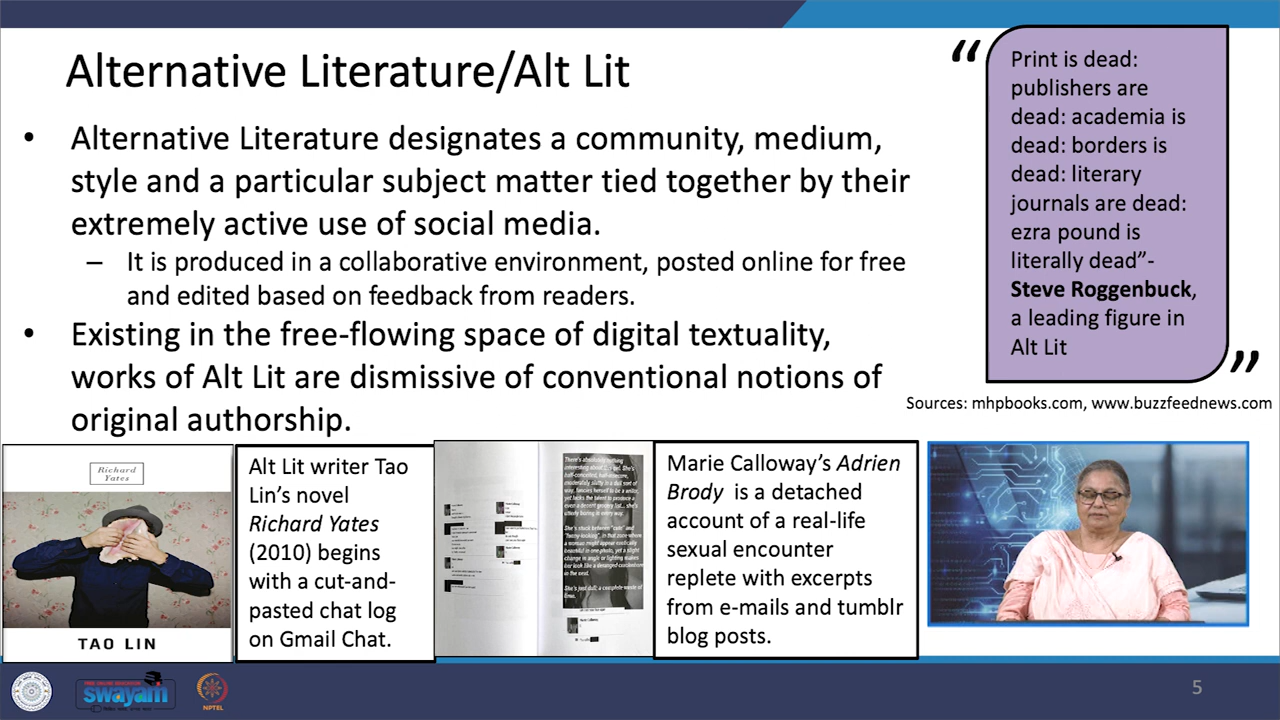 Alternative Literature/Alt Lit
• Alternative Literature designates a community, medium,
style and a particular subject matter tied together by their
extremely active use of social media.
– It is produced in a collaborative environment, posted online for free
and edited based on feedback from readers.
• Existing in the free-flowing space of digital textuality,
works of Alt Lit are dismissive of conventional notions of
original authorship.
“
Print is dead:
publishers are
dead: academia is
dead: borders is
dead: literary
journals are dead:
ezra pound is
literally dead”-
Steve Roggenbuck,
a leading figure in
Alt Lit
”
Sources: mhpbooks.com, www.buzzfeednews.com
Richard
Yates
TAO LIN
Alt Lit writer Tao
Lin’s novel
Richard Yates
(2010) begins
with a cut-and-
pasted chat log
on Gmail Chat.
Marie Calloway’s Adrien
Brody is a detached
account of a real-life
sexual encounter
replete with excerpts
from e-mails and tumblr
blog posts.
swayam
NPTEL
5